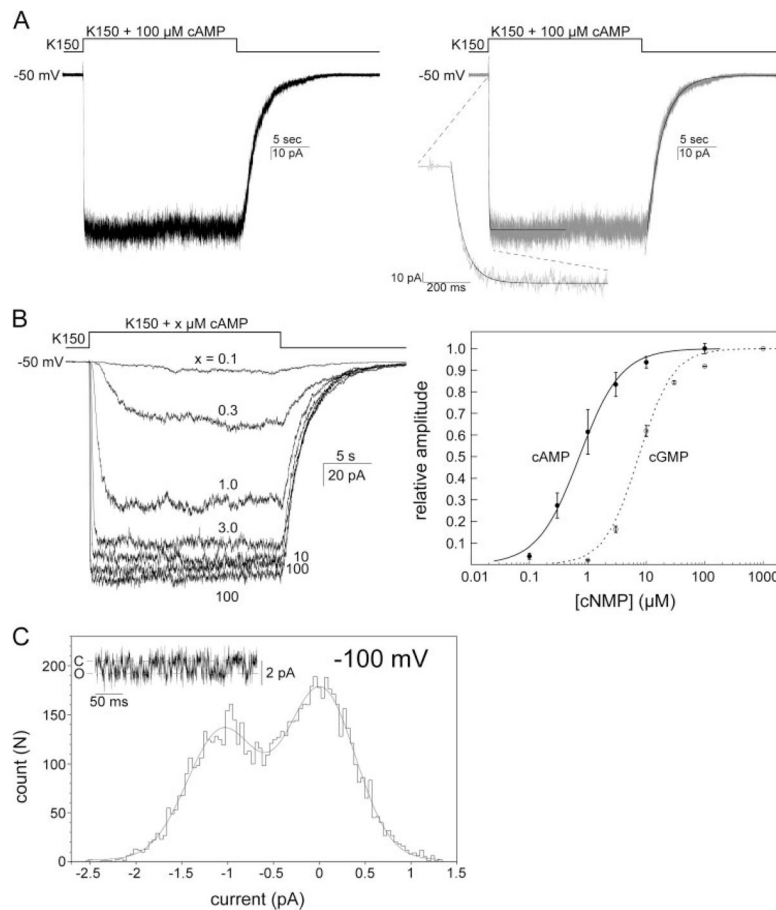 A
K150 + 100 µM cAMP
K150
-50 mV
5 sec
10 pA
K150 + 100 µM cAMP
K150
-50 mV
5 sec
10 pA
10 pA
200 ms
B
K150 + x µM cAMP
K150
-50 mV
x = 0.1
0.3
1.0
3.0
10
100
100
5 s
20 pA
relative amplitude
1.0
0.9
0.8
0.7
0.6
0.5
0.4
0.3
0.2
0.1
cAMP
cGMP
0.01 0.1 1 10 100 1000
[cNMP] (µM)
C
-100 mV
C
O
2 pA
50 ms
count (N)
200
150
100
50
0
-2.5 -2 -1.5 -1 -0.5 0 0.5 1 1.5
current (pA)